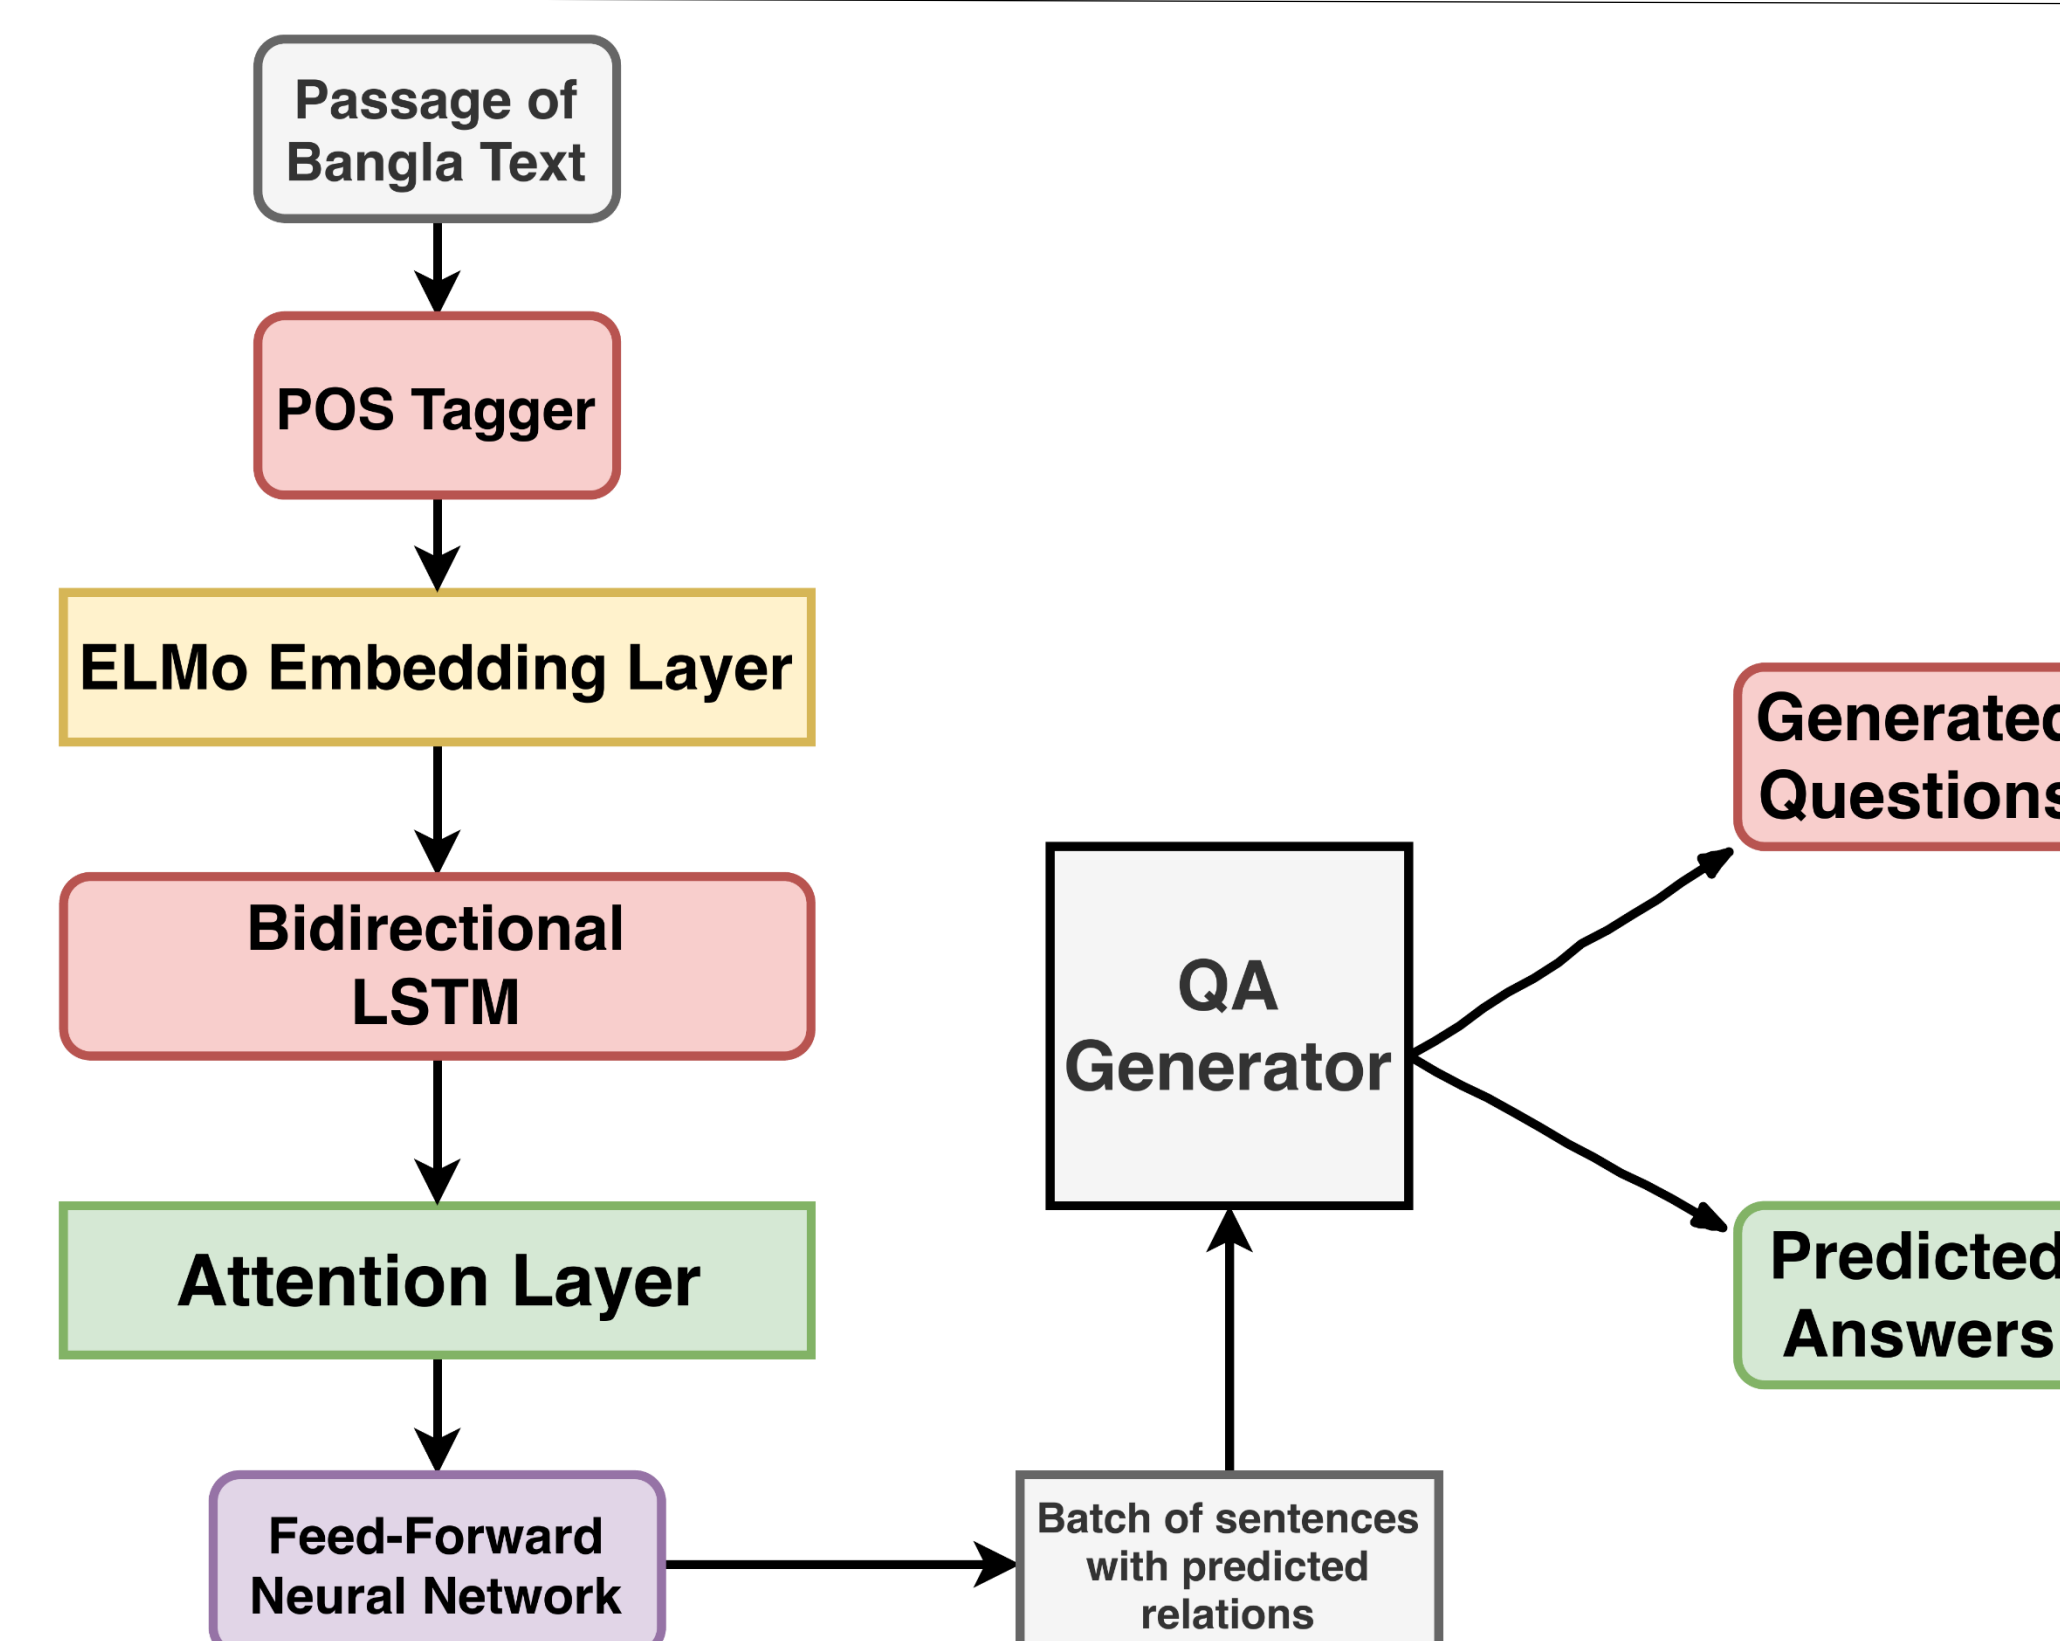 Passage of
Bangla Text
POS Tagger
ELMo Embedding Layer
Bidirectional
LSTM
Attention Layer
Feed-Forward
Neural Network
Batch of sentences
with predicted
relations
QA
Generator
Generated
Questions
Predicted
Answers